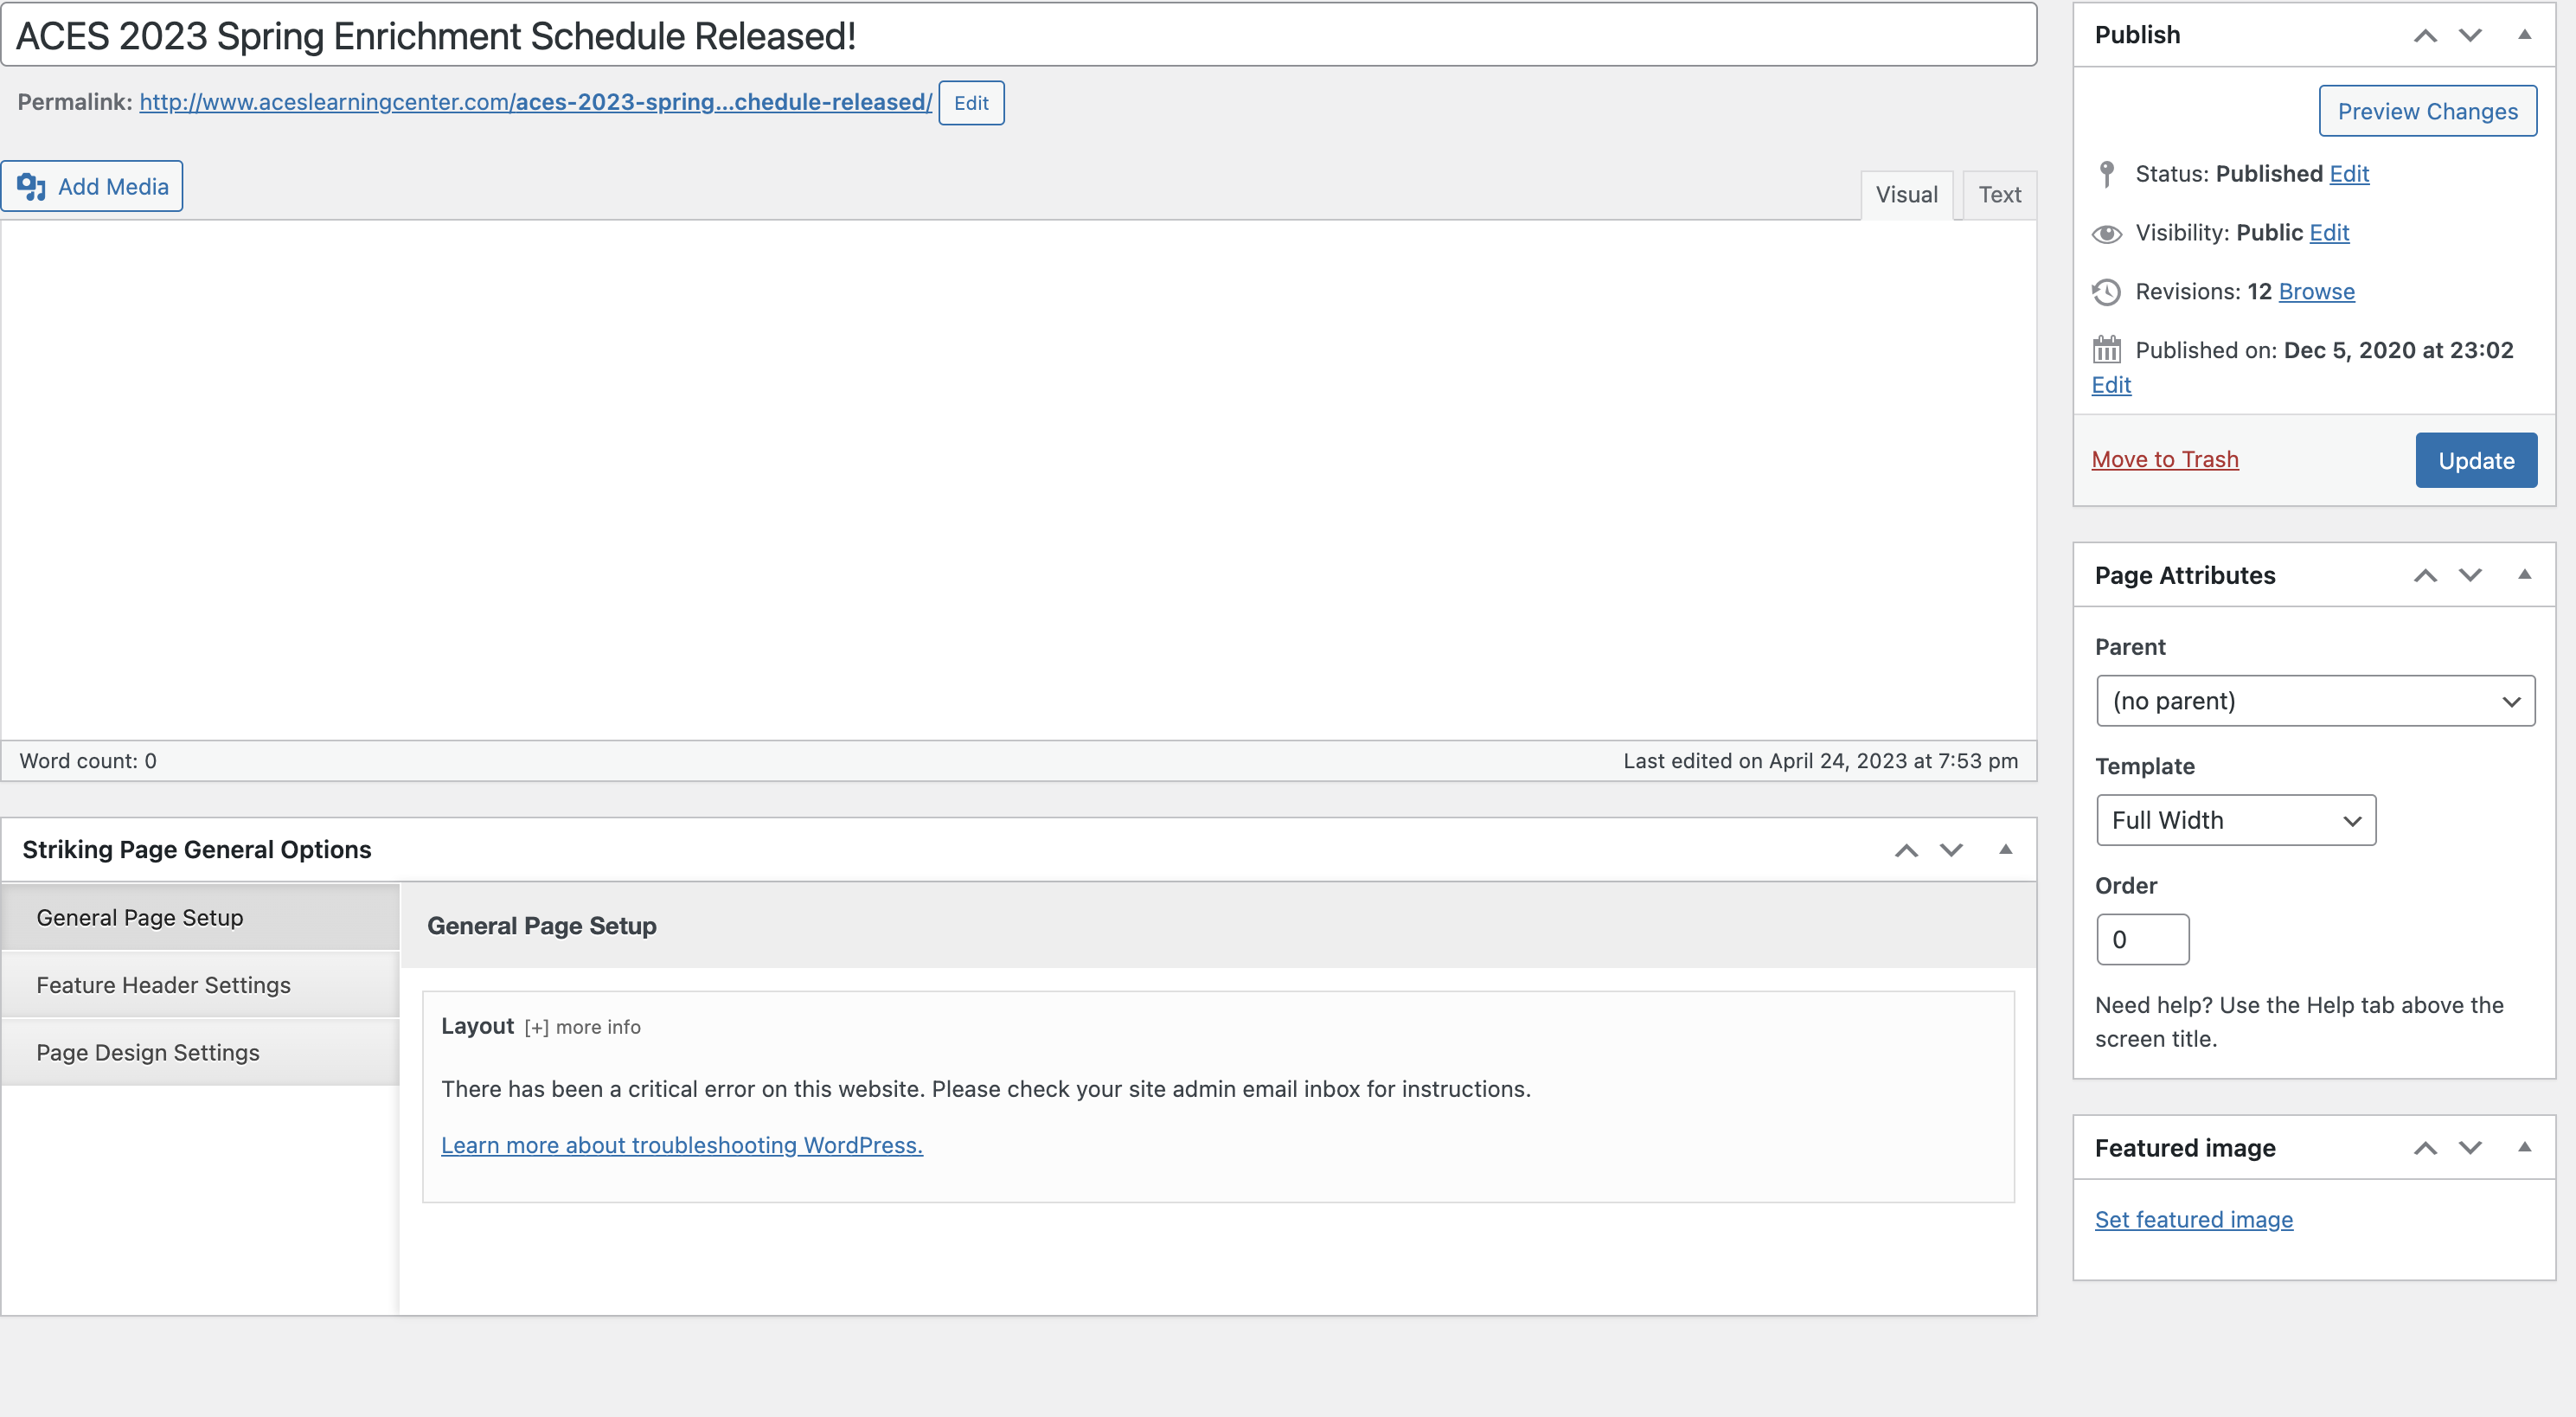 ACES 2023 Spring Enrichment Schedule Released!
Permalink: http://www.aceslearningcenter.com/aces-2023-spring...chedule-released/ Edit
Add Media
Visual Text
Word count: 0
Last edited on April 24, 2023 at 7:53 pm
Striking Page General Options
General Page Setup
Feature Header Settings
Page Design Settings
General Page Setup
Layout [+] more info
There has been a critical error on this website. Please check your site admin email inbox for instructions.
Learn more about troubleshooting WordPress.
Publish
Preview Changes
Status: Published Edit
Visibility: Public Edit
Revisions: 12 Browse
Published on: Dec 5, 2020 at 23:02
Edit
Move to Trash
Update
Page Attributes
Parent
(no parent)
Template
Full Width
Order
0
Need help? Use the Help tab above the
screen title.
Featured image
Set featured image